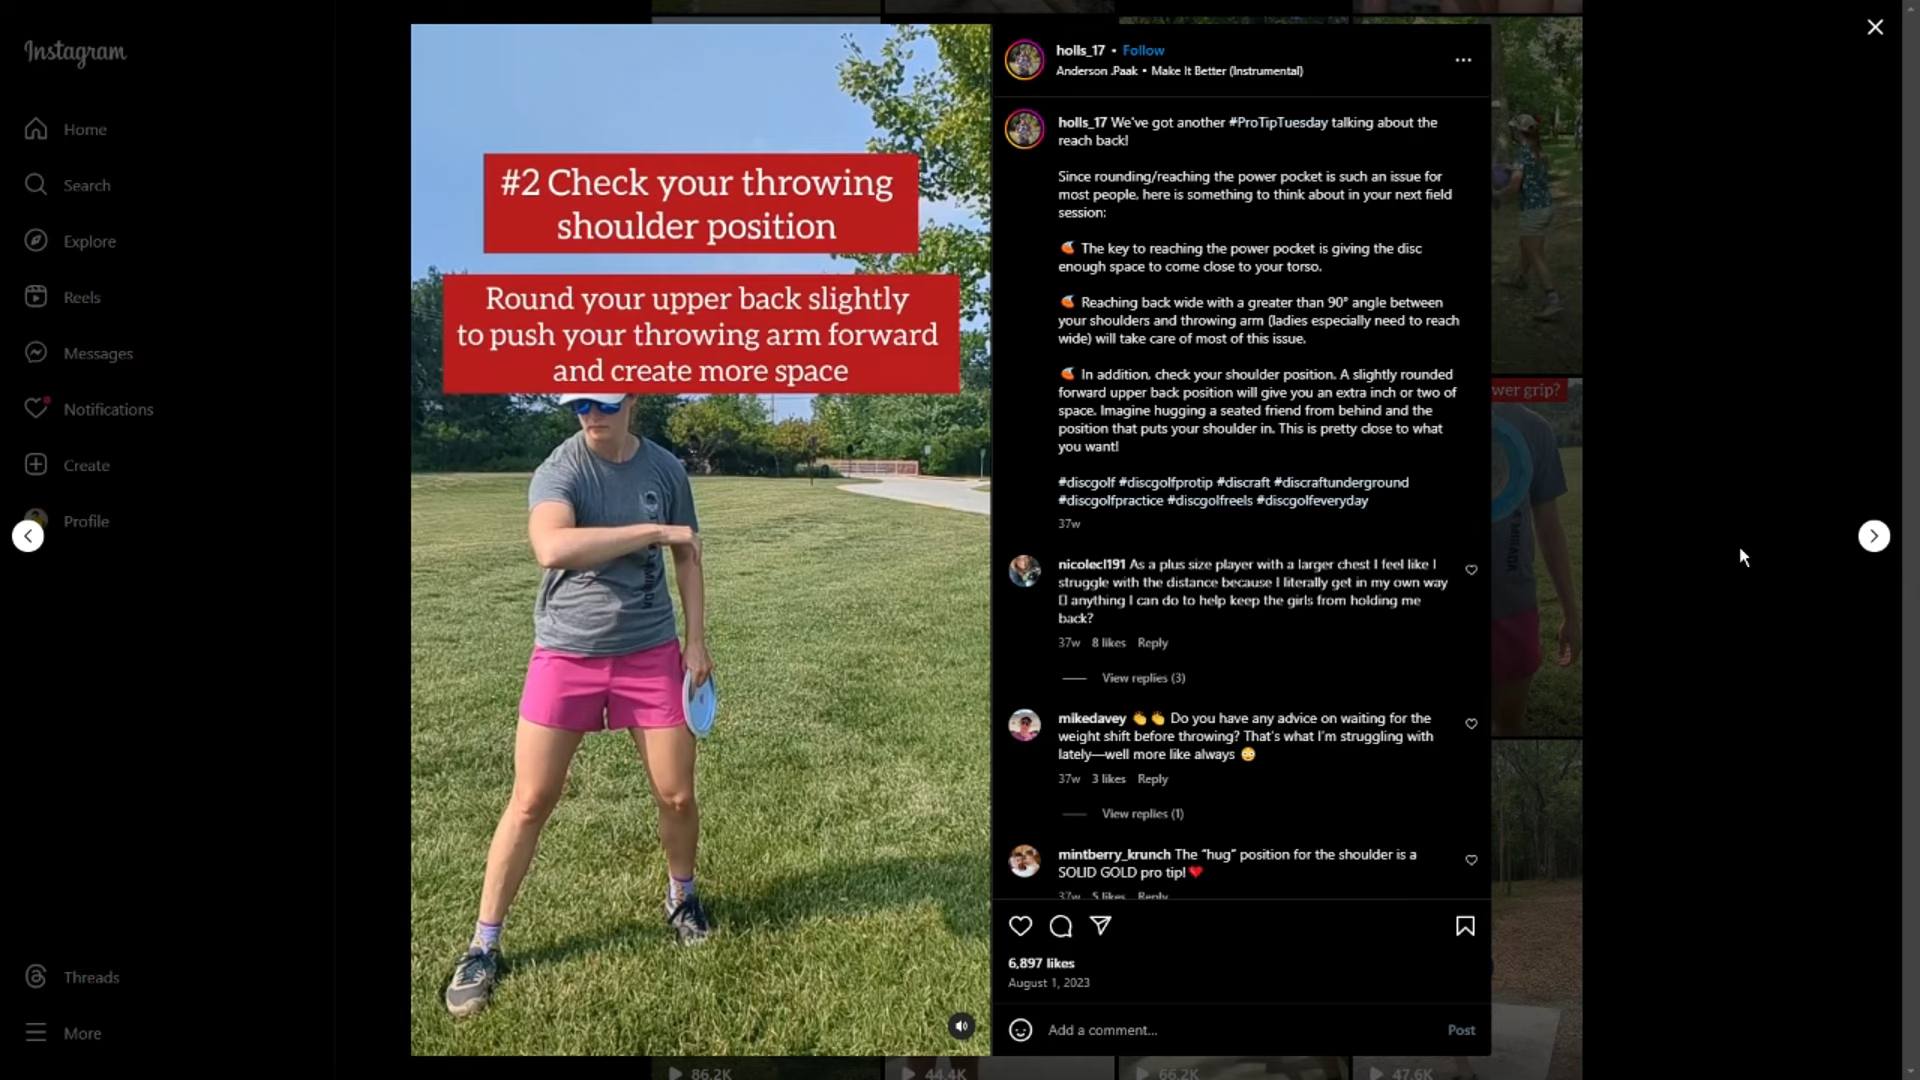 Instagram
Home
Search
Explore
Reels
Messages
Notifications
Create
Profile
Threads
More
#2 Check your throwing
shoulder position
Round your upper back slightly
to push your throwing arm forward
and create more space
holls_17 • Follow
Anderson .Paak • Make It Better (Instrumental)
holls_17 We've got another #ProTipTuesday talking about the
reach back!
Since rounding/reaching the power pocket is such an issue for
most people, here is something to think about in your next field
session:
The key to reaching the power pocket is giving the disc
enough space to come close to your torso.
Reaching back wide with a greater than 90° angle between
your shoulders and throwing arm (ladies especially need to reach
wide) will take care of most of this issue.
In addition, check your shoulder position. A slightly rounded
forward upper back position will give you an extra inch or two of
space. Imagine hugging a seated friend from behind and the
position that puts your shoulder in. This is pretty close to what
you want!
#discgolf #discgolfprotip #discraft #discraftunderground
#discgolfpractice #discgolfreels #discgolfeveryday
37w
nicolecl191 As a plus size player with a larger chest I feel like I
struggle with the distance because I literally get in my own way
anything I can do to help keep the girls from holding me
back?
37w 8 likes Reply
View replies (3)
mikedavey 👏👏 Do you have any advice on waiting for the
weight shift before throwing? That's what I'm struggling with
lately—well more like always 😳
37w 3 likes Reply
View replies (1)
mintberry_krunch The "hug" position for the shoulder is a
SOLID GOLD pro tip!❤️
37w 5 likes Reply
6,897 likes
August 1, 2023
Add a comment...
Post
wer grip?
86.2K
44.4K
66.2K
47.6K